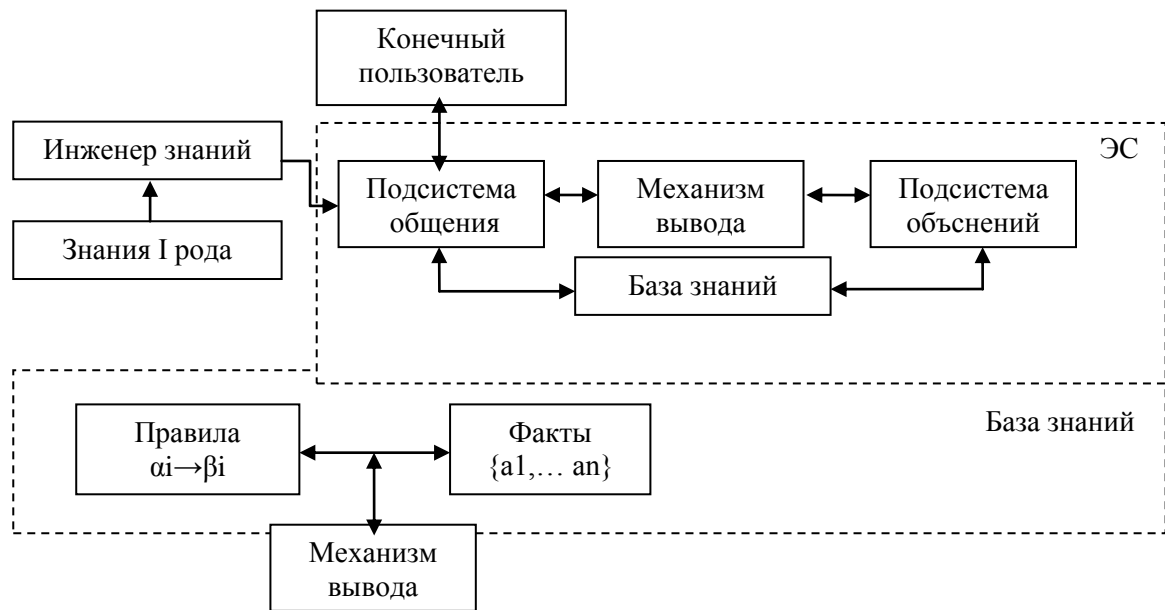 Конечный
пользователь
Инженер знаний
ЭС
Подсистема
общения
Механизм
вывода
Подсистема
объснений
Знания I рода
База знаний
База знаний
Правила
αi→βi
Факты
{a1,… an}
Механизм
вывода